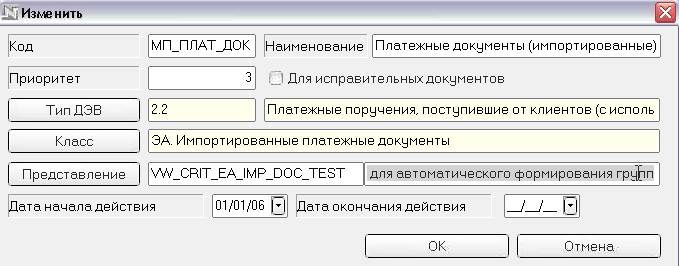 Изменить
Код МП_ПЛАТ_ДОК Наименование Платежные документы (импортированные)
Приоритет 3 Для исправительных документов
Тип ДЭВ 2.2 Платежные поручения, поступившие от клиентов (с исполь
Класс ЭА. Импортированные платежные документы
Представление VW_CRIT_EA_IMP_DOC_TEST для автоматического формирования групп
Дата начала действия 01/01/06 Дата окончания действия __/__/__
OK Отмена